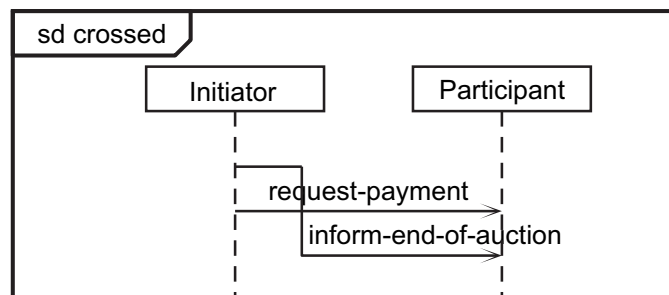 sd crossed
Initiator
Participant
request-payment
inform-end-of-auction